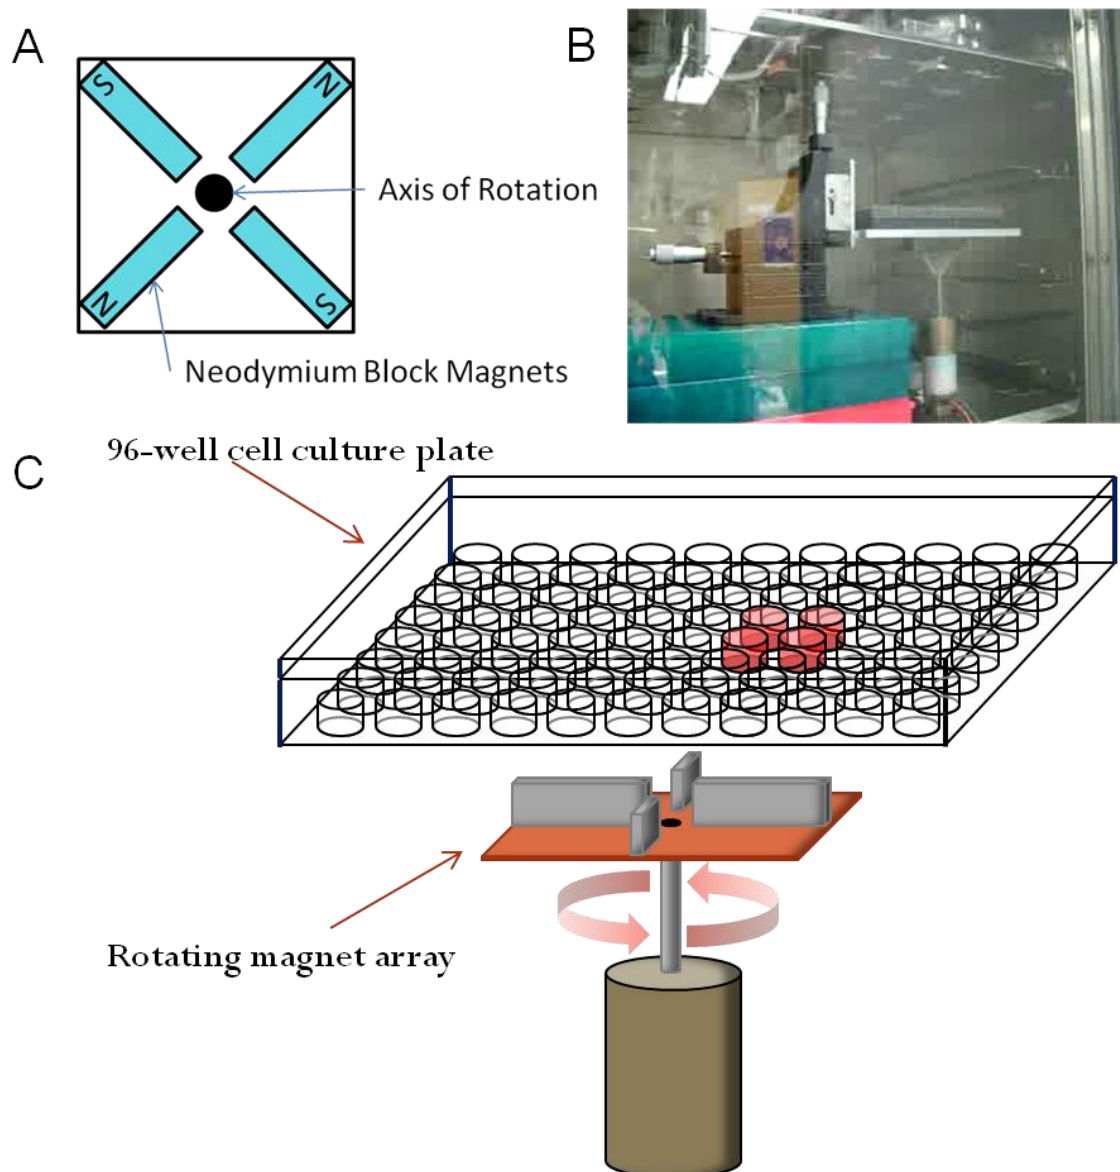 A
B
S
N
Axis of Rotation
N
S
Neodymium Block Magnets
96-well cell culture plate
C
Rotating magnet array